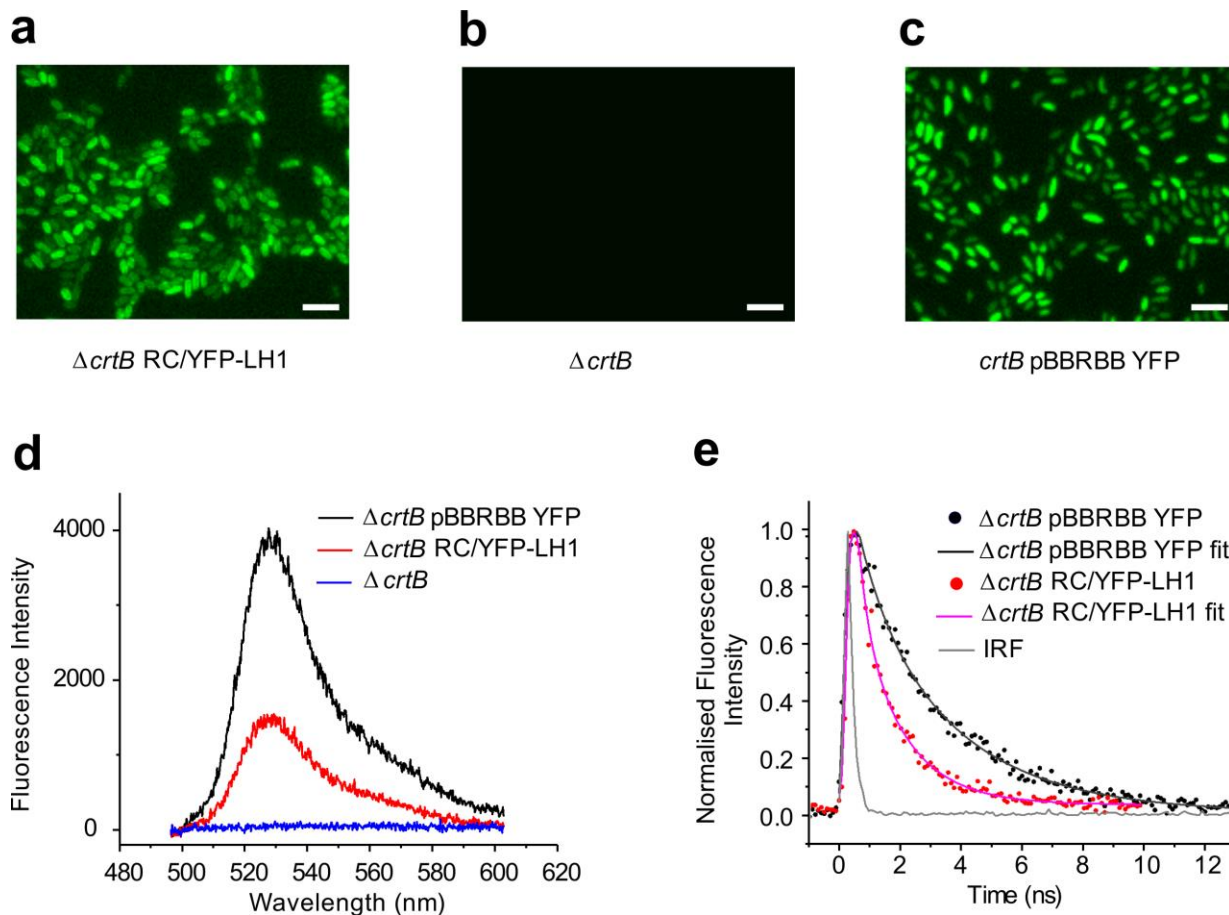 a
b
c
ΔcrtB RC/YFP-LH1
ΔcrtB
crtB pBBRBB YFP
d
Fluorescence Intensity
4000
2000
0
480 500 520 540 560 580 600 620
Wavelength (nm)
ΔcrtB pBBRBB YFP
ΔcrtB RC/YFP-LH1
Δ crtB
e
Normalised Fluorescence
Intensity
1.0
0.8
0.6
0.4
0.2
0.0
0 2 4 6 8 10 12
Time (ns)
ΔcrtB pBBRBB YFP
ΔcrtB pBBRBB YFP fit
ΔcrtB RC/YFP-LH1
ΔcrtB RC/YFP-LH1 fit
IRF